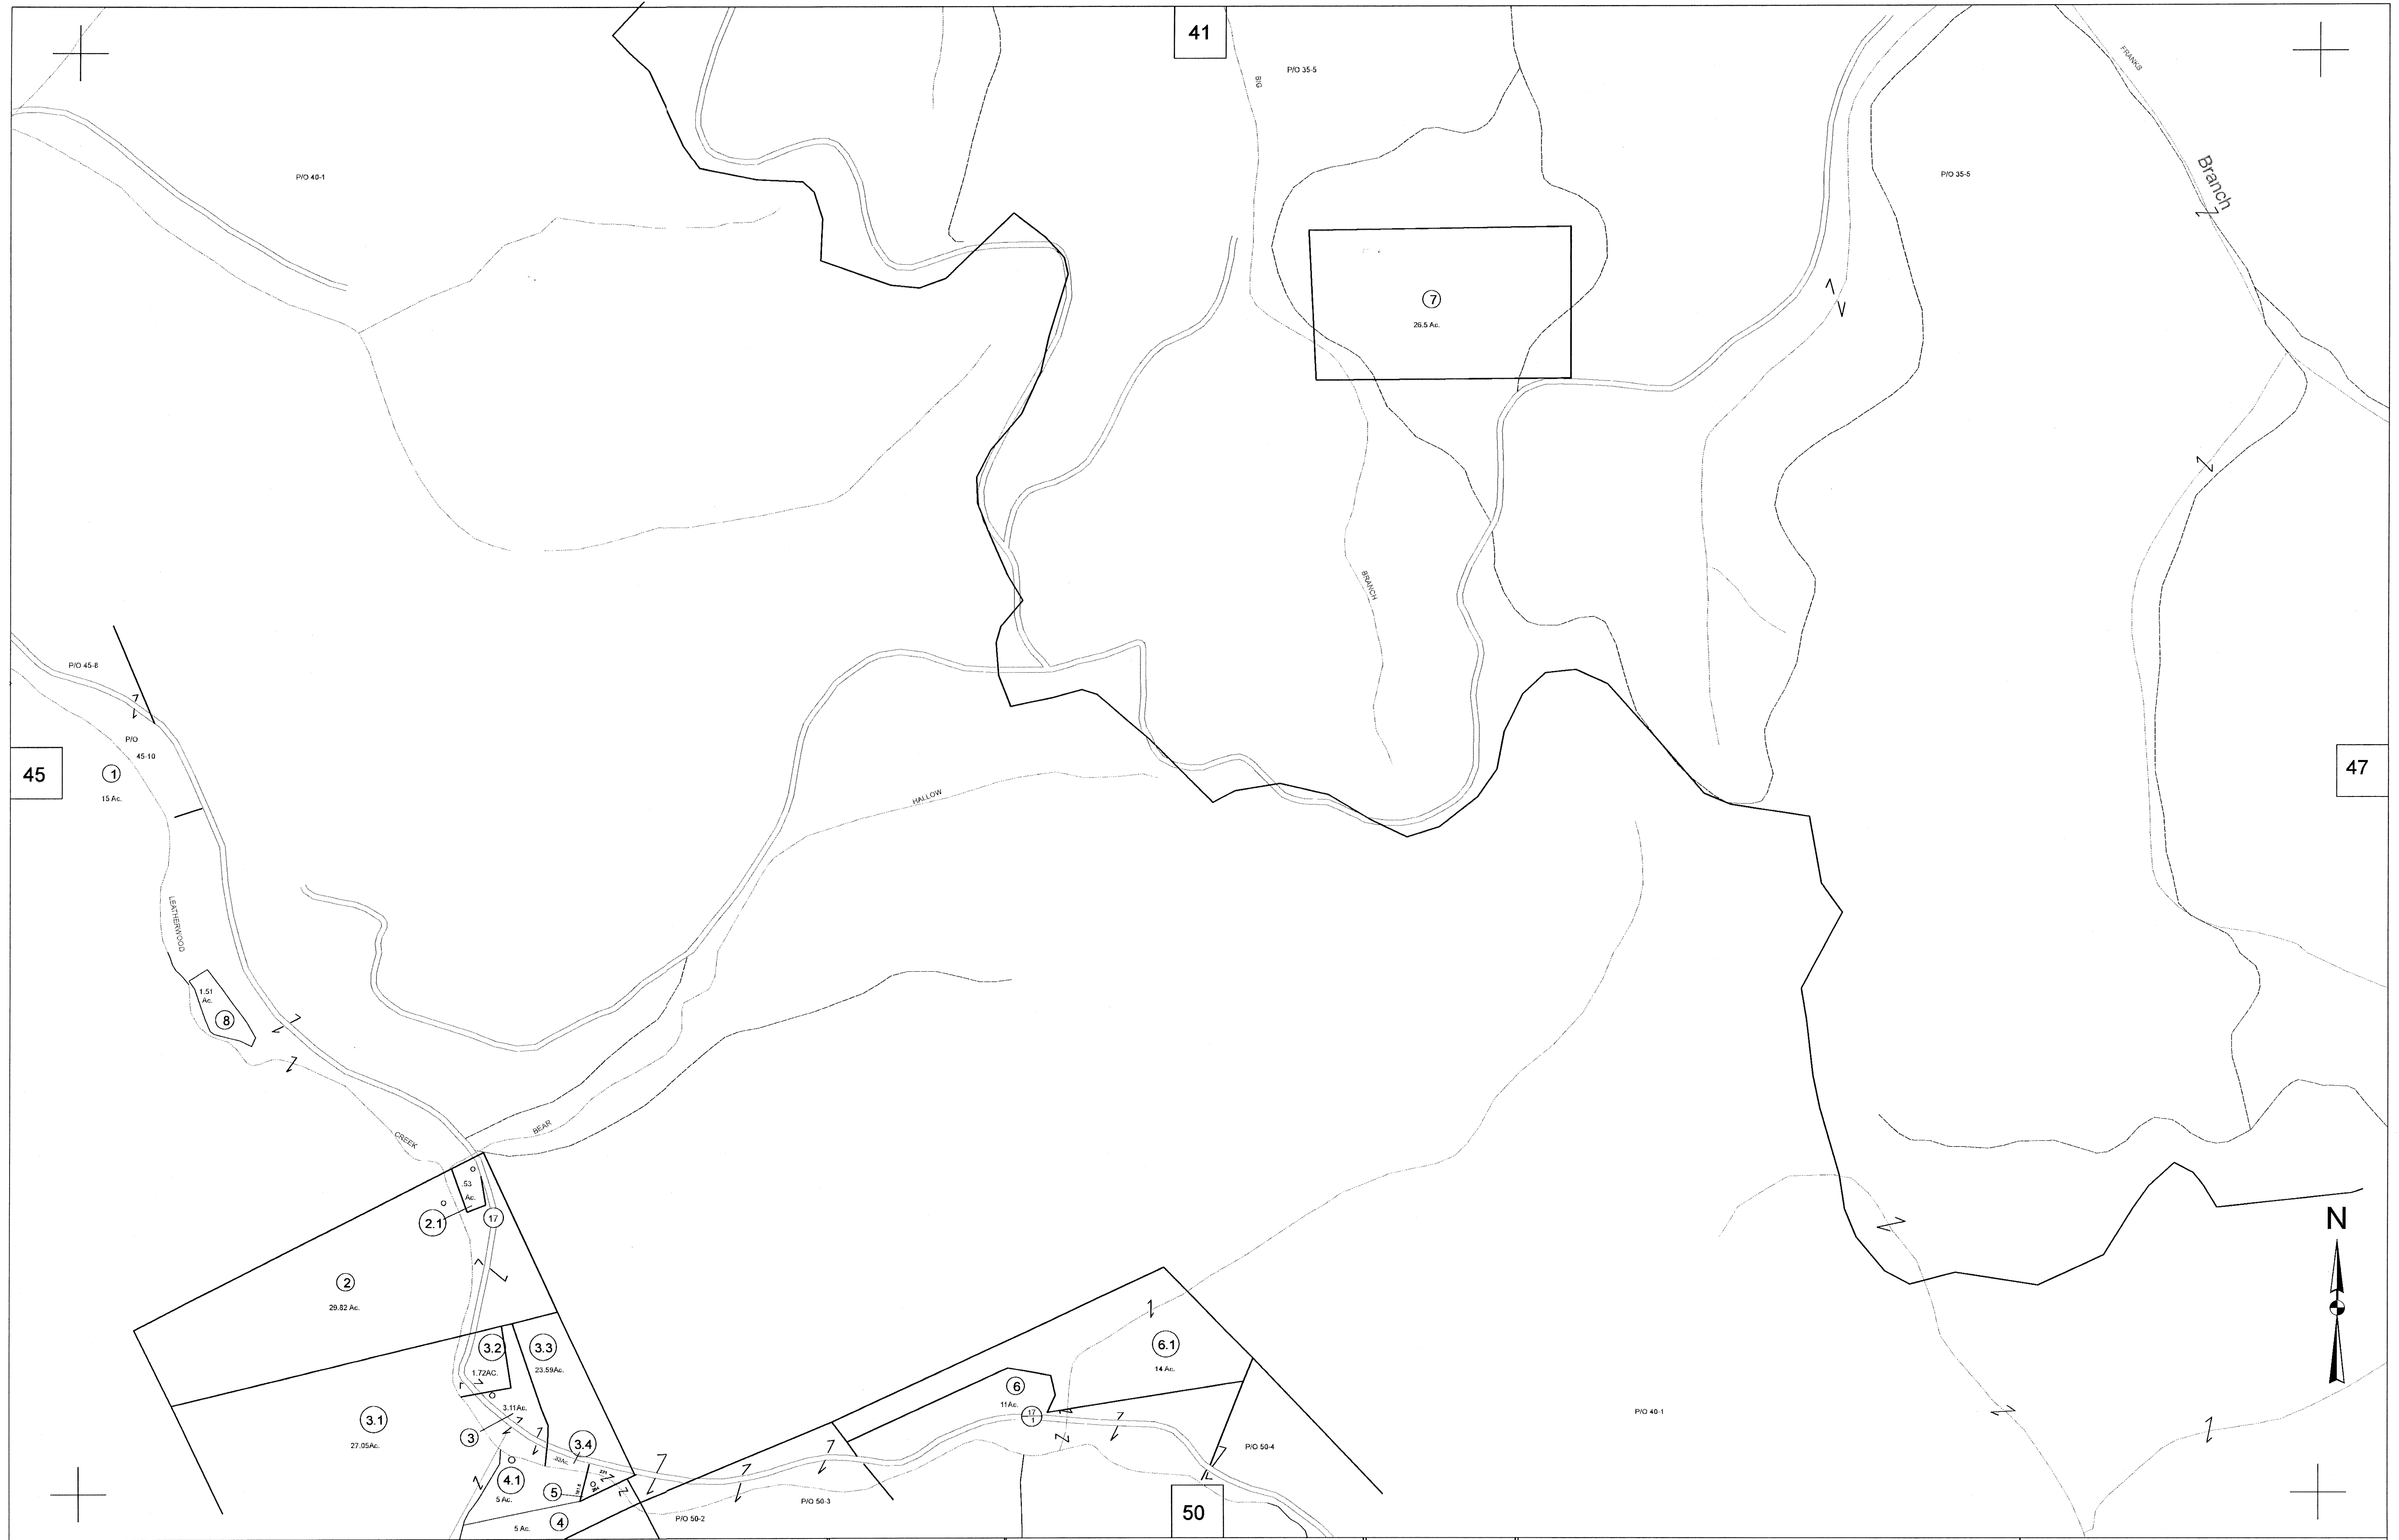 41
P/O 35-5
BIG
FRANKS
Branch
P/O 40-1
P/O 35-5
7
26.5 Ac.
BRANCH
P/O 45-8
P/O
45-10
45
1
15 Ac.
47
HALLOW
LEATHERWOOD
1.51
Ac.
8
CREEK
BEAR
.53
Ac.
2.1
17
N
2
29.82 Ac.
3.2
3.3
1.72AC.
23.59Ac.
6.1
14 Ac.
6
11Ac.
17
1
3.11Ac.
3.1
27.05Ac.
3
3.4
P/O 40-1
P/O 50-4
4.1
5 Ac.
5
P/O 50-3
50
P/O 50-2
4
5 Ac.